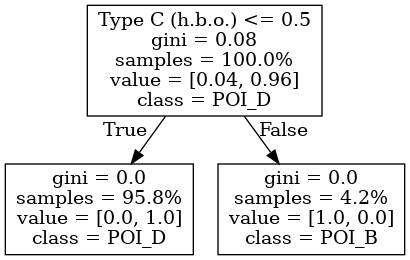 Type C (h.b.o.) <= 0.5
gini = 0.08
samples = 100.0%
value = [0.04, 0.96]
class = POI_D
True
False
gini = 0.0
samples = 95.8%
value = [0.0, 1.0]
class = POI_D
gini = 0.0
samples = 4.2%
value = [1.0, 0.0]
class = POI_B